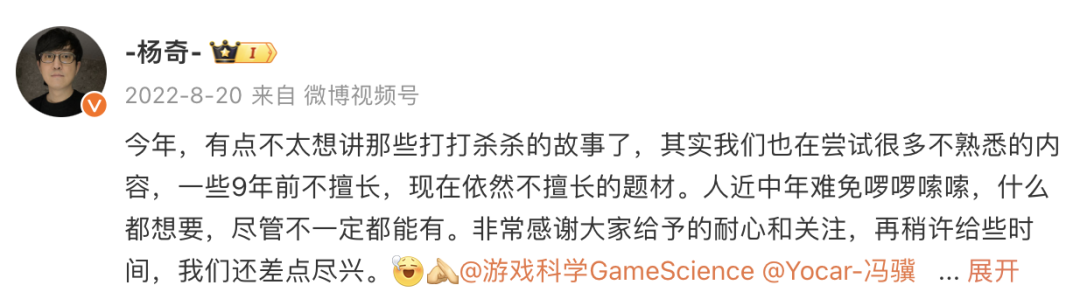 -杨奇- I
2022-8-20 来自 微博视频号
今年，有点不太想讲那些打打杀杀的故事了，其实我们也在尝试很多不熟悉的内
容，一些9年前不擅长，现在依然不擅长的题材。人近中年难免啰啰嗦嗦，什么
都想要，尽管不一定都能有。非常感谢大家给予的耐心和关注，再稍许给些时
间，我们还差点尽兴。@游戏科学GameScience @Yocar-冯骥 ... 展开